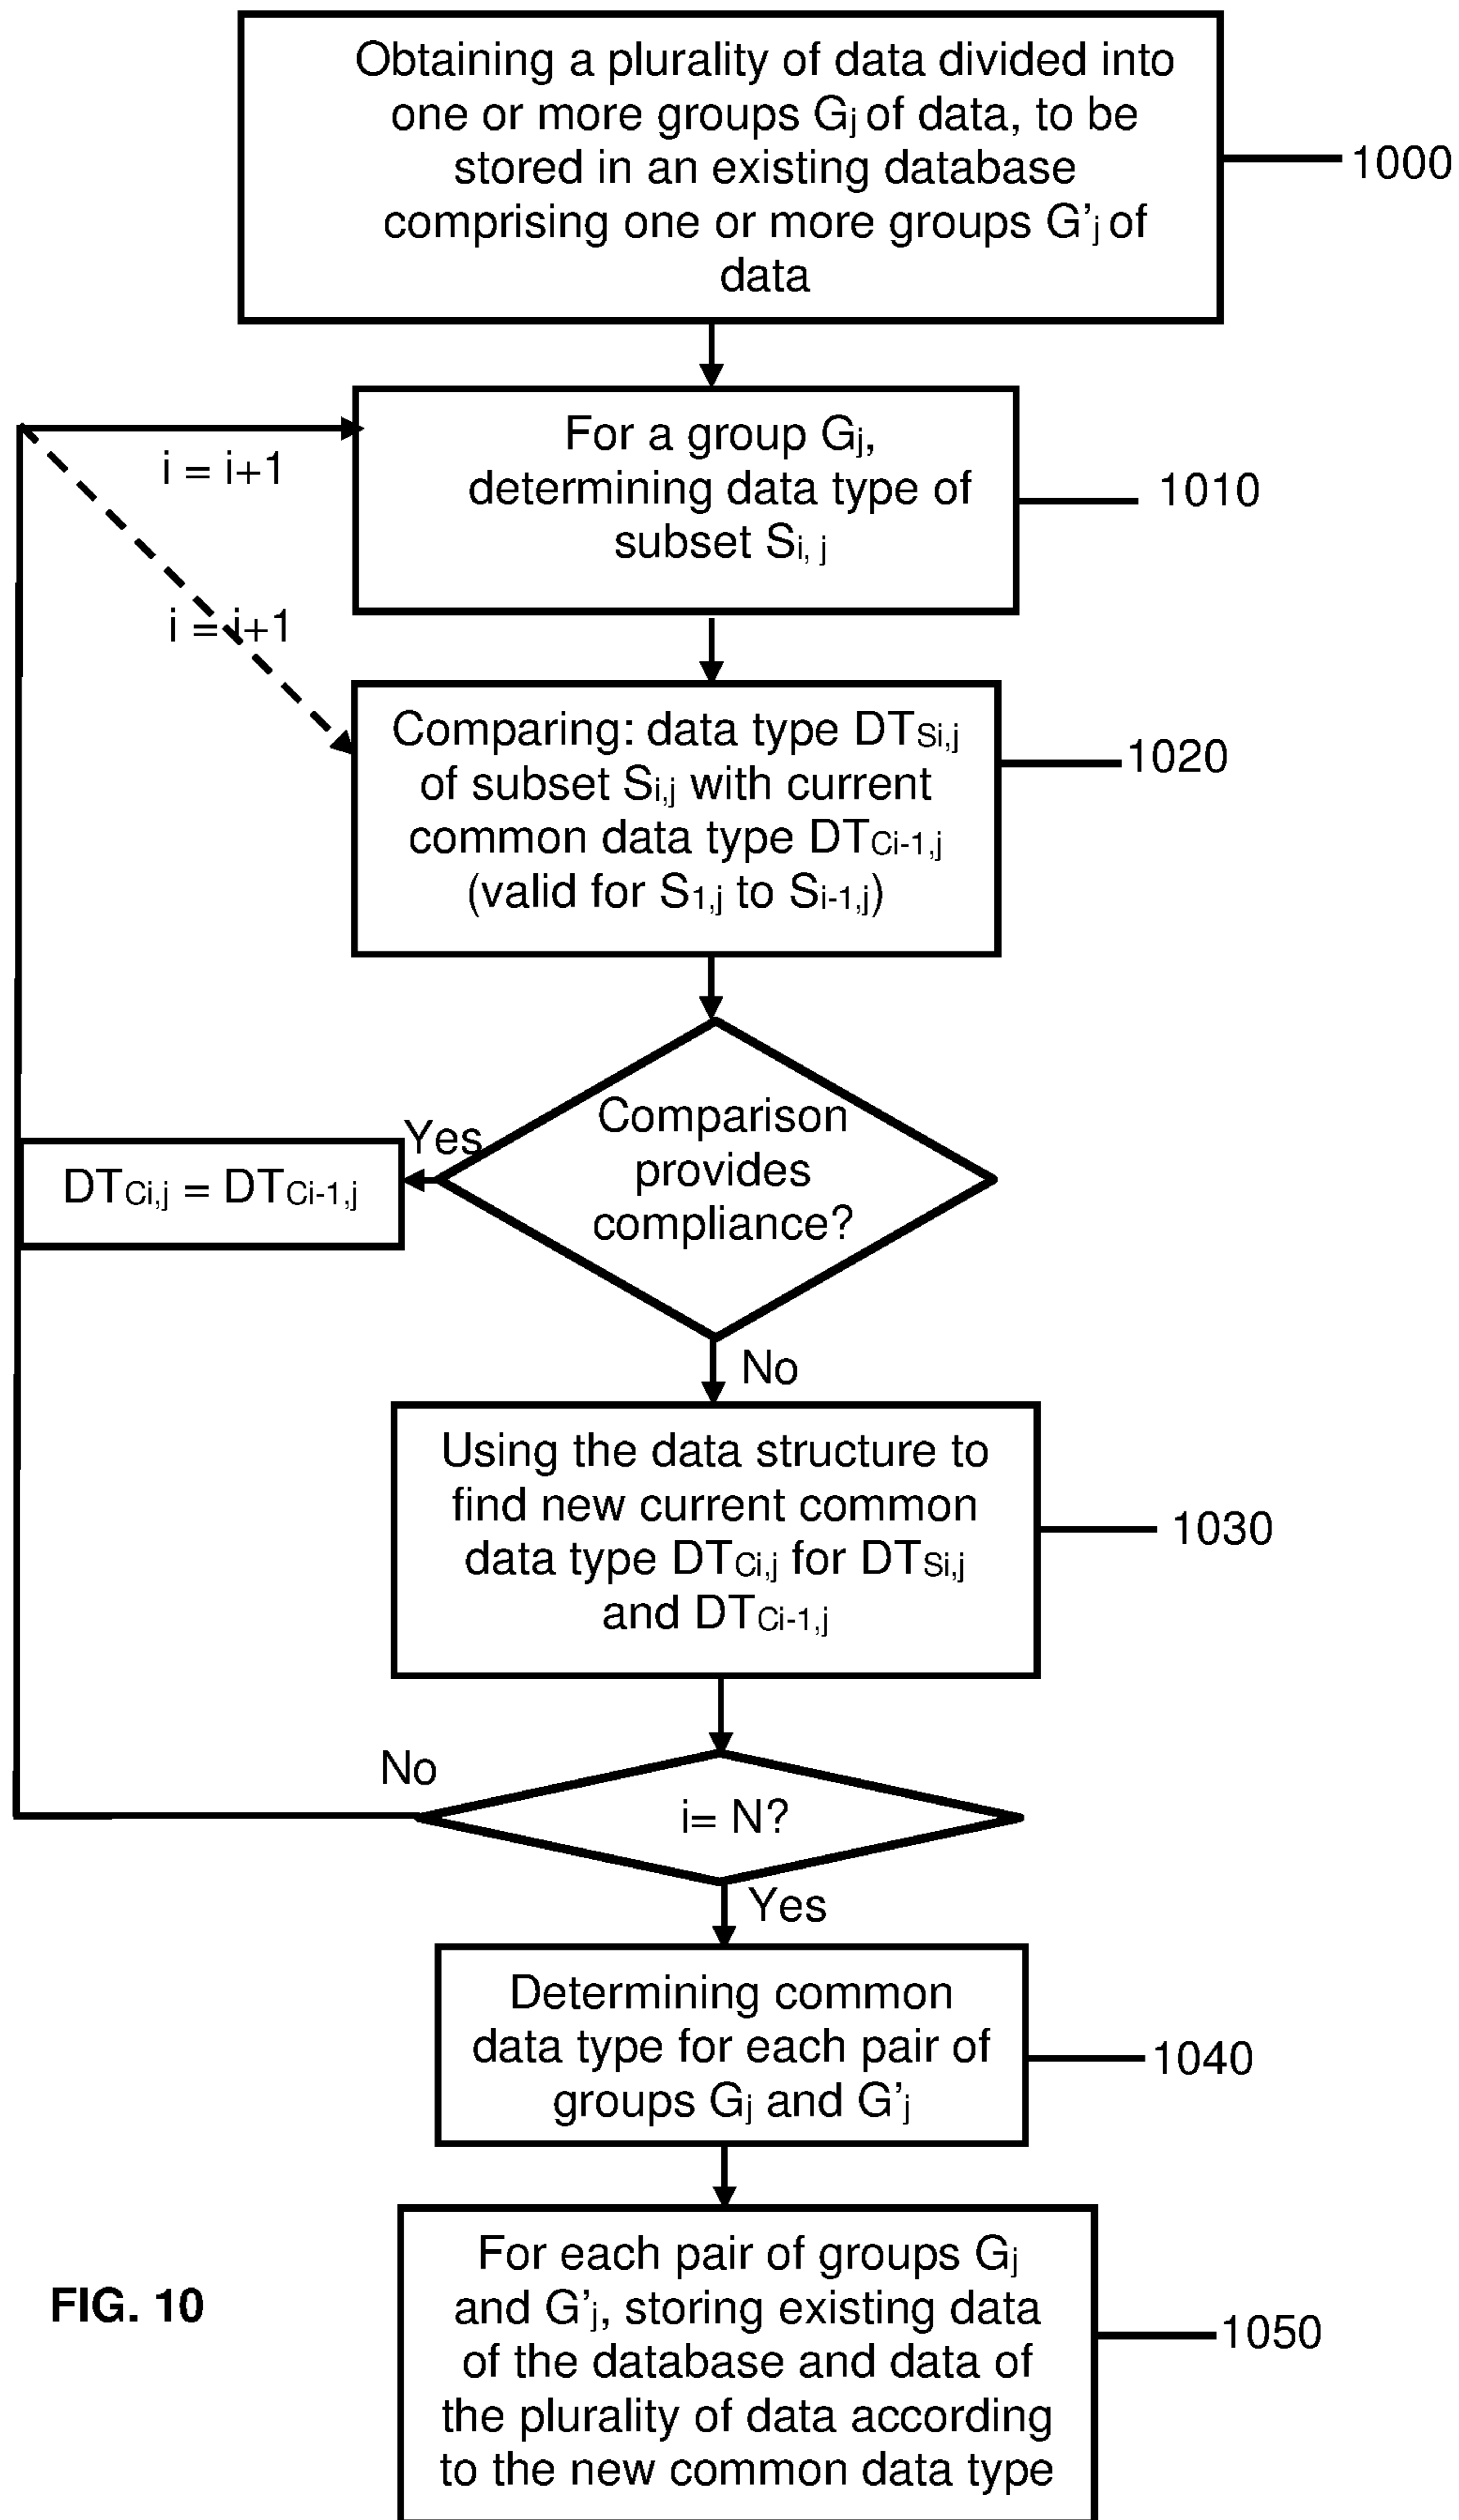 Obtaining a plurality of data divided into
one or more groups Gj of data, to be
stored in an existing database
comprising one or more groups G'j of
data
1000
For a group Gj,
determining data type of
subset Si, j
1010
i = i+1
i = i+1
Comparing: data type DTSi,j
of subset Si,j with current
common data type DTCi-1,j
(valid for S1,j to Si-1,j)
1020
Comparison
provides
compliance?
Yes
DTCi,j = DTCi-1,j
No
Using the data structure to
find new current common
data type DTCi,j for DTSi,j
and DTCi-1,j
1030
No
i= N?
Yes
Determining common
data type for each pair of
groups Gj and G'j
1040
For each pair of groups Gj
and G'j, storing existing data
of the database and data of
the plurality of data according
to the new common data type
1050
FIG. 10